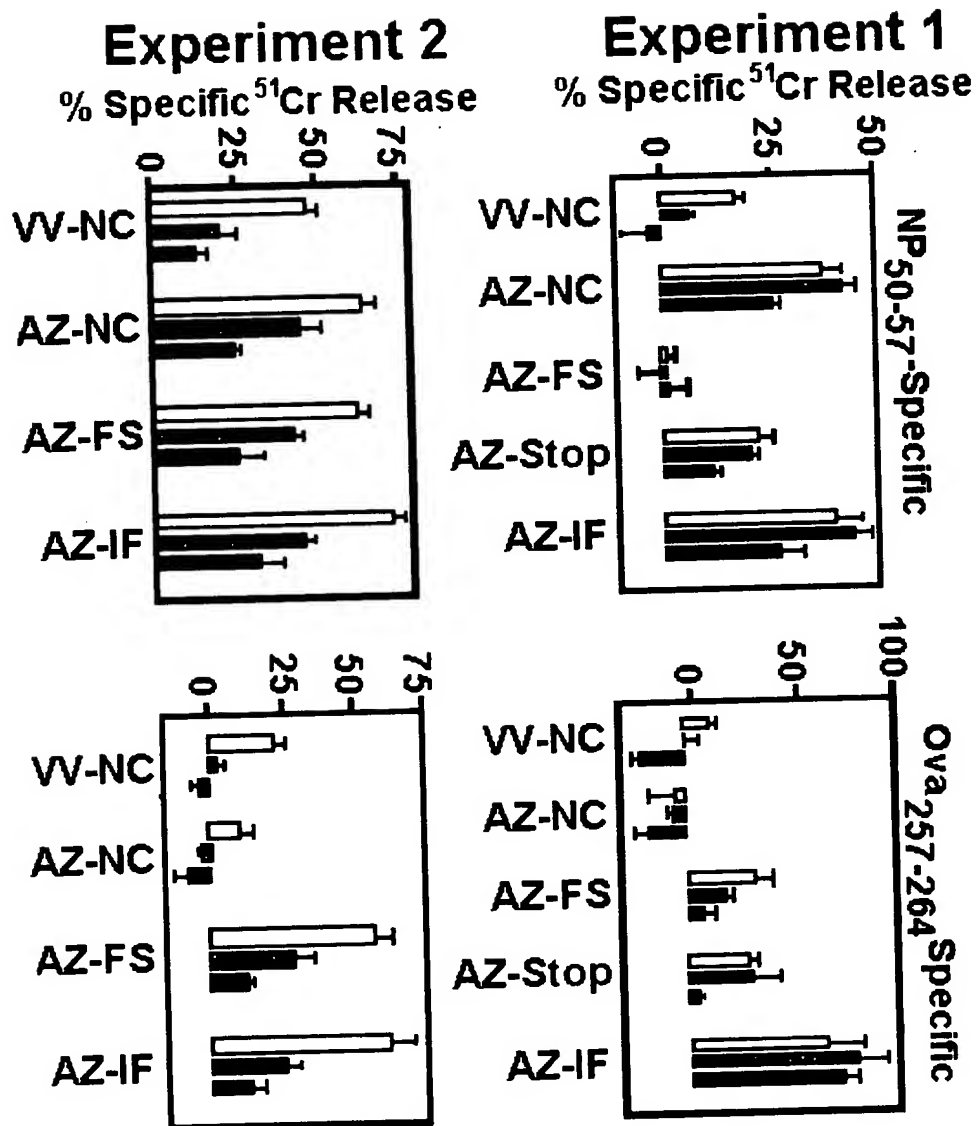 Experiment 2
% Specific ⁵¹Cr Release
0 25 50 75
VV-NC
AZ-NC
AZ-FS
AZ-IF
0 25 50 75
VV-NC
AZ-NC
AZ-FS
AZ-IF
Experiment 1
% Specific ⁵¹Cr Release
0 25 50
NP50-57-Specific
VV-NC
AZ-NC
AZ-FS
AZ-Stop
AZ-IF
0 50 100
Ova257-264Specific
VV-NC
AZ-NC
AZ-FS
AZ-Stop
AZ-IF